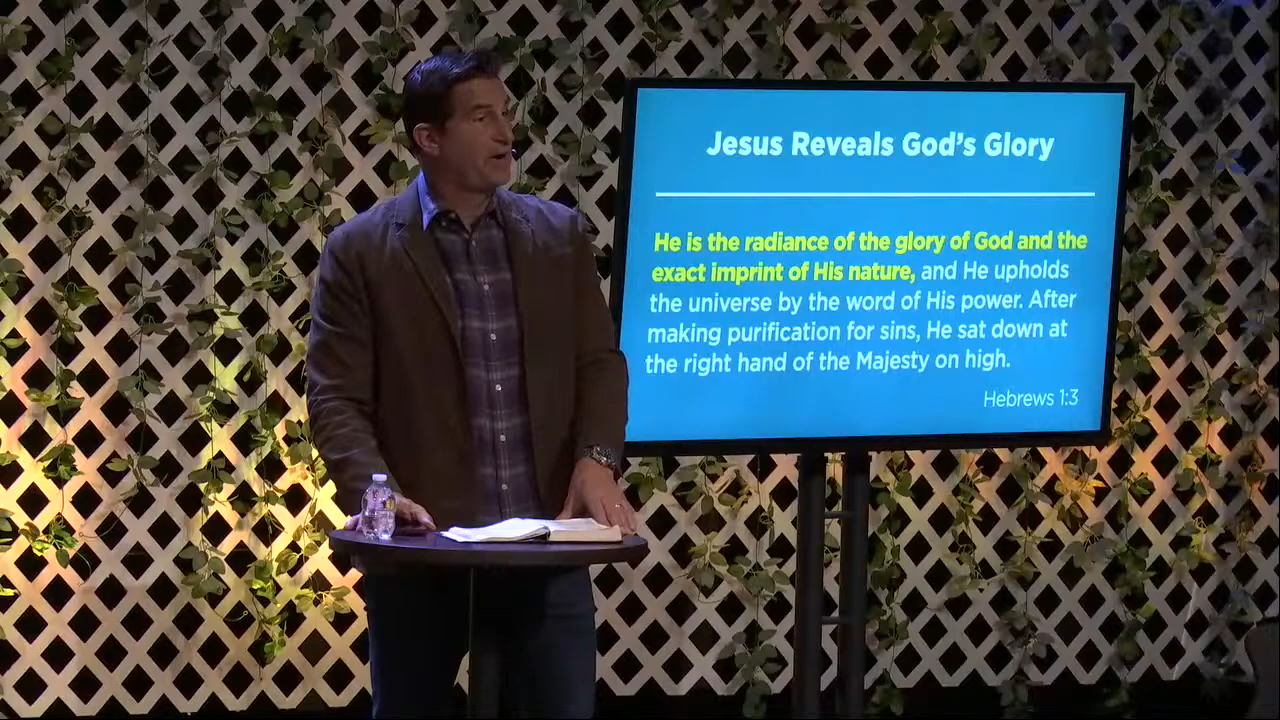 Jesus Reveals God's Glory
He is the radiance of the glory of God and the
exact imprint of His nature, and He upholds
the universe by the word of His power. After
making purification for sins, He sat down at
the right hand of the Majesty on high.
Hebrews 1:3